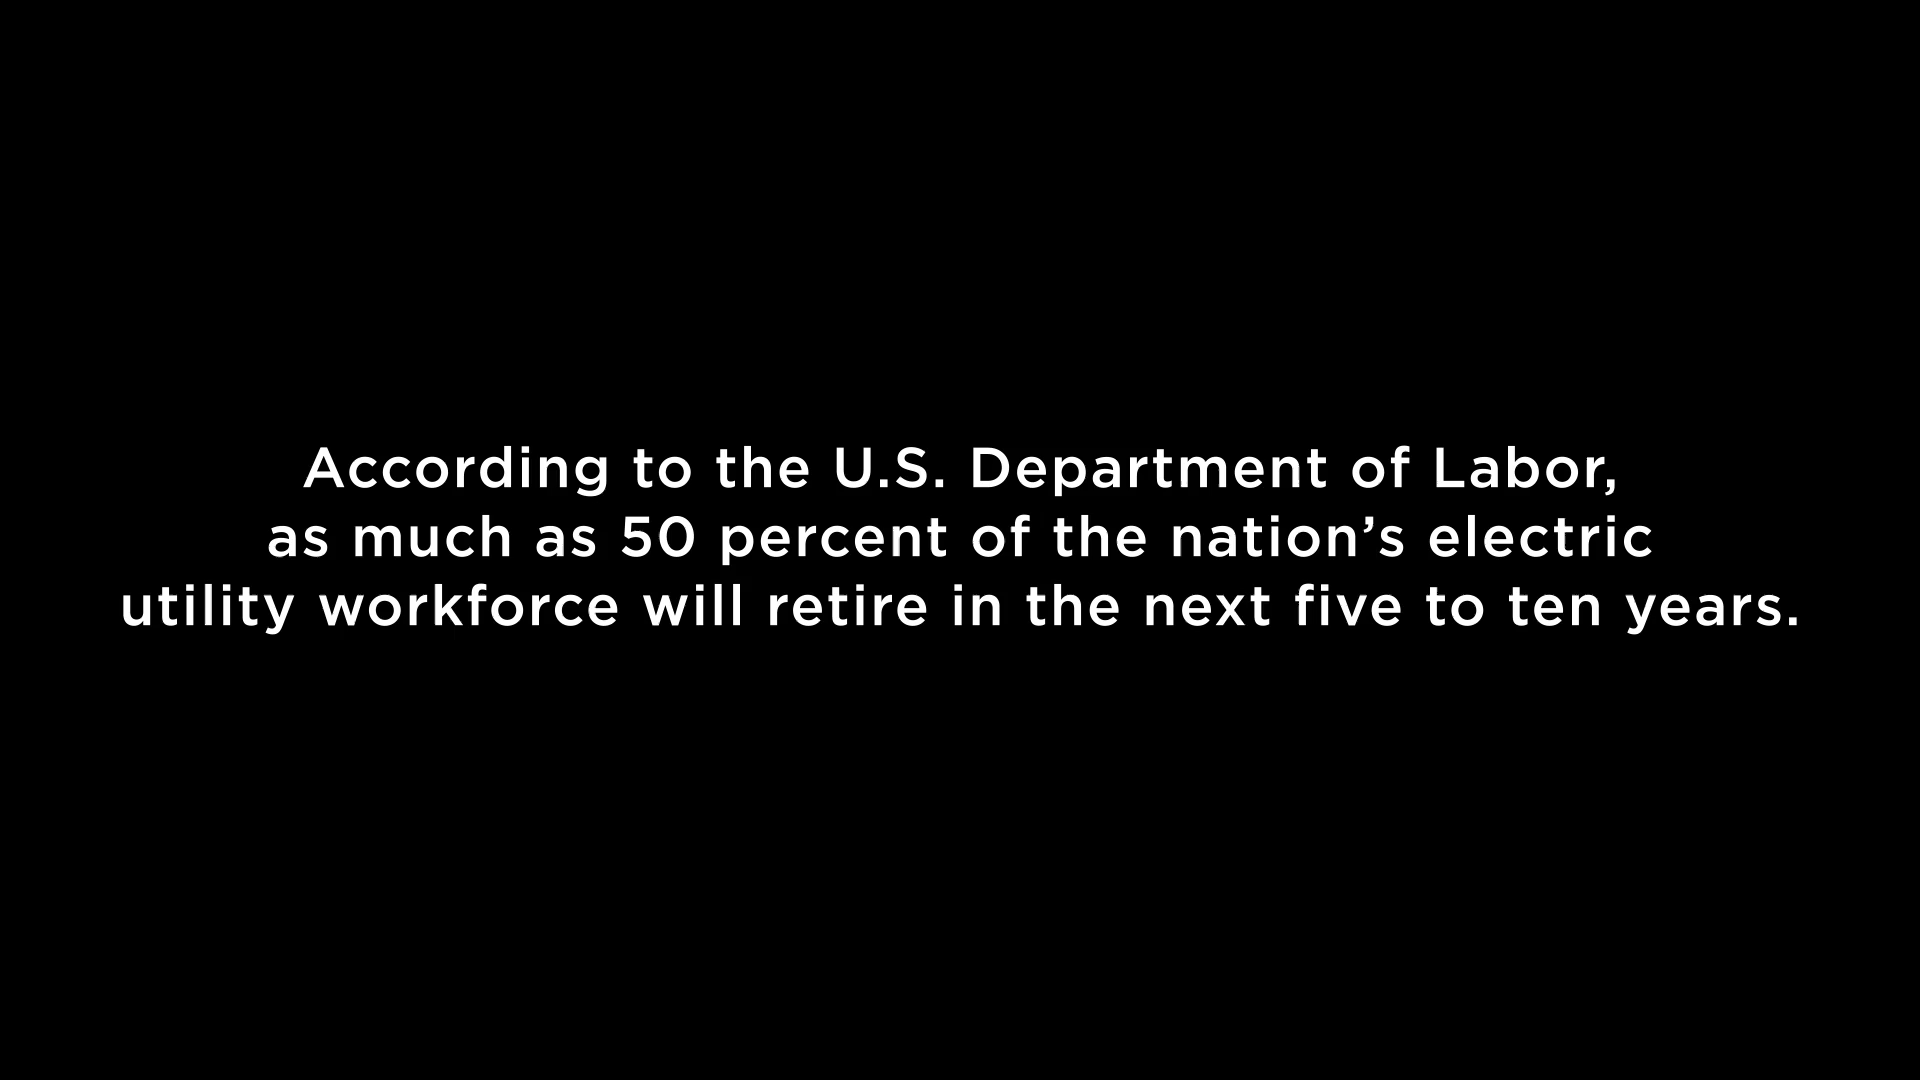 According to the U.S. Department of Labor,
as much as 50 percent of the nation’s electric
utility workforce will retire in the next five to ten years.